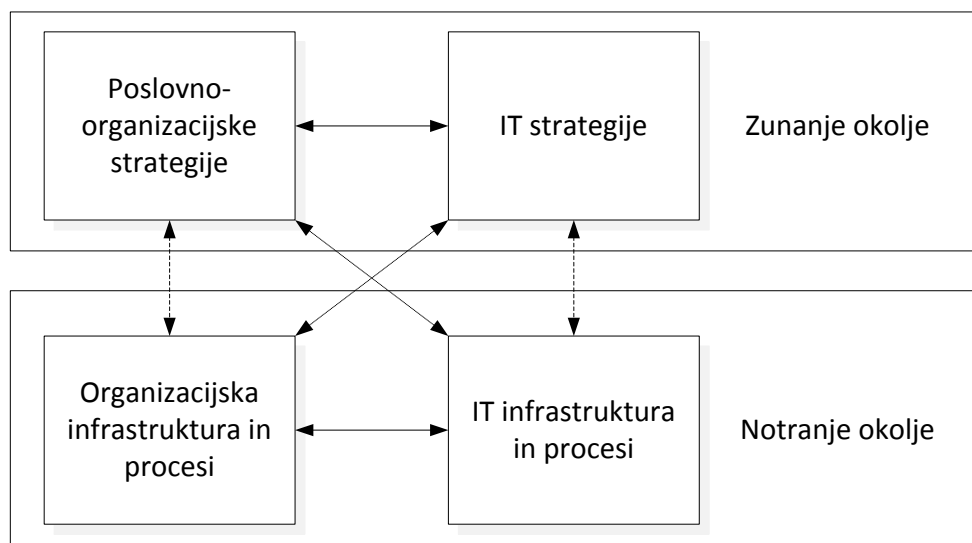 Poslovno-
organizacijske
strategije
IT strategije
Zunanje okolje
Organizacijska
infrastruktura in
procesi
IT infrastruktura
in procesi
Notranje okolje